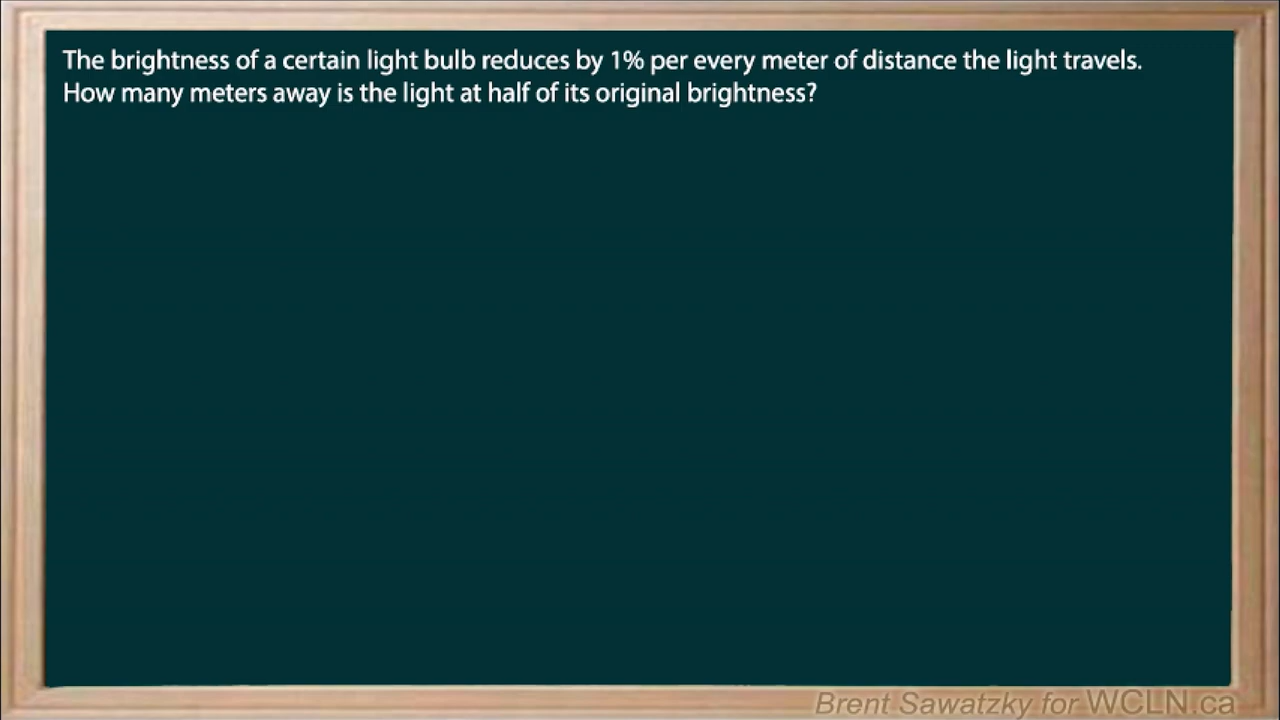 The brightness of a certain light bulb reduces by 1% per every meter of distance the light travels.
How many meters away is the light at half of its original brightness?
Brent Sawatzky for WCLN.ca